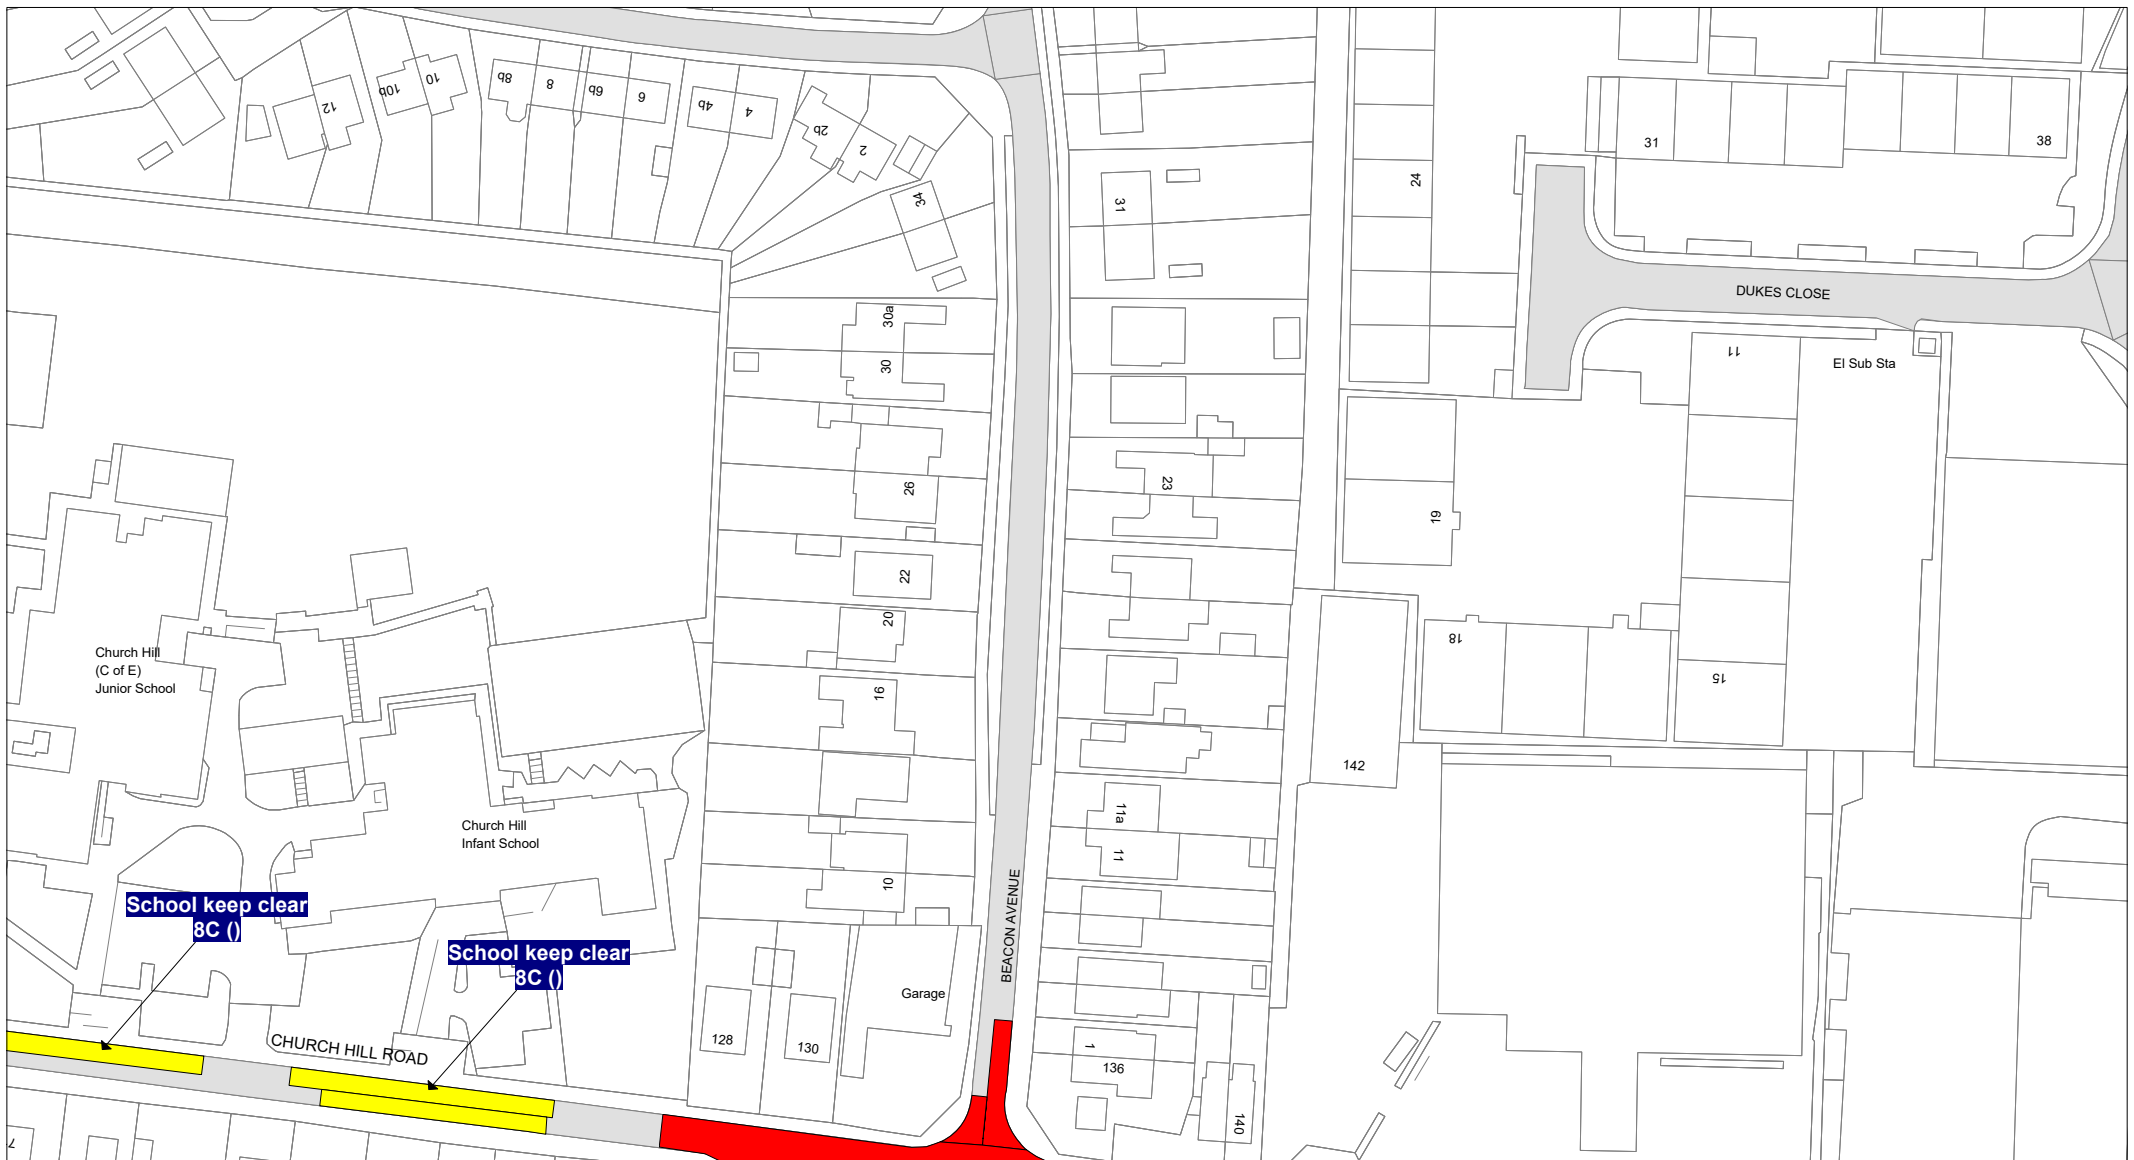 12
10b
10
8b
8
6b
6
4b
4
2b
2
34
31
24
31
38
DUKES CLOSE
30a
30
11
El Sub Sta
26
23
19
22
20
18
15
Church Hill
(C of E)
Junior School
16
142
Church Hill
Infant School
11a
11
10
BEACON AVENUE
School keep clear
8C ()
School keep clear
8C ()
Garage
CHURCH HILL ROAD
128
130
1
136
140
7